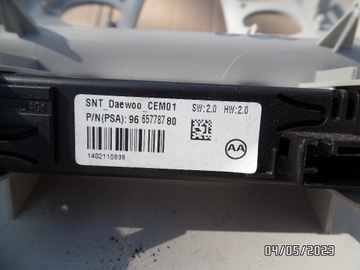 SNT_Daewoo_CEM01 SW:2.0 HW:2.0
P/N(PSA): 96 657787 80
1402110838
AA
04/05/2023